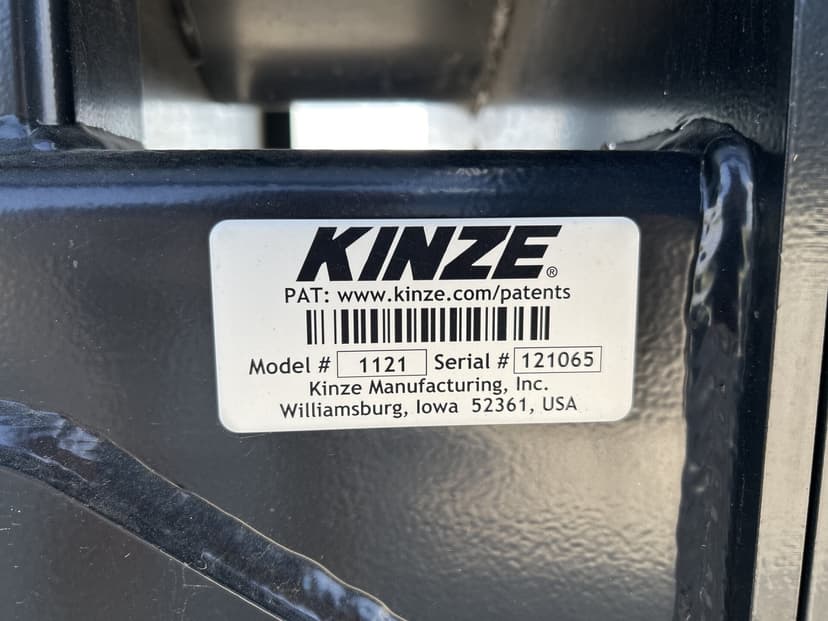 KINZE®
PAT: www.kinze.com/patents
Model # 1121 Serial # 121065
Kinze Manufacturing, Inc.
Williamsburg, Iowa 52361, USA